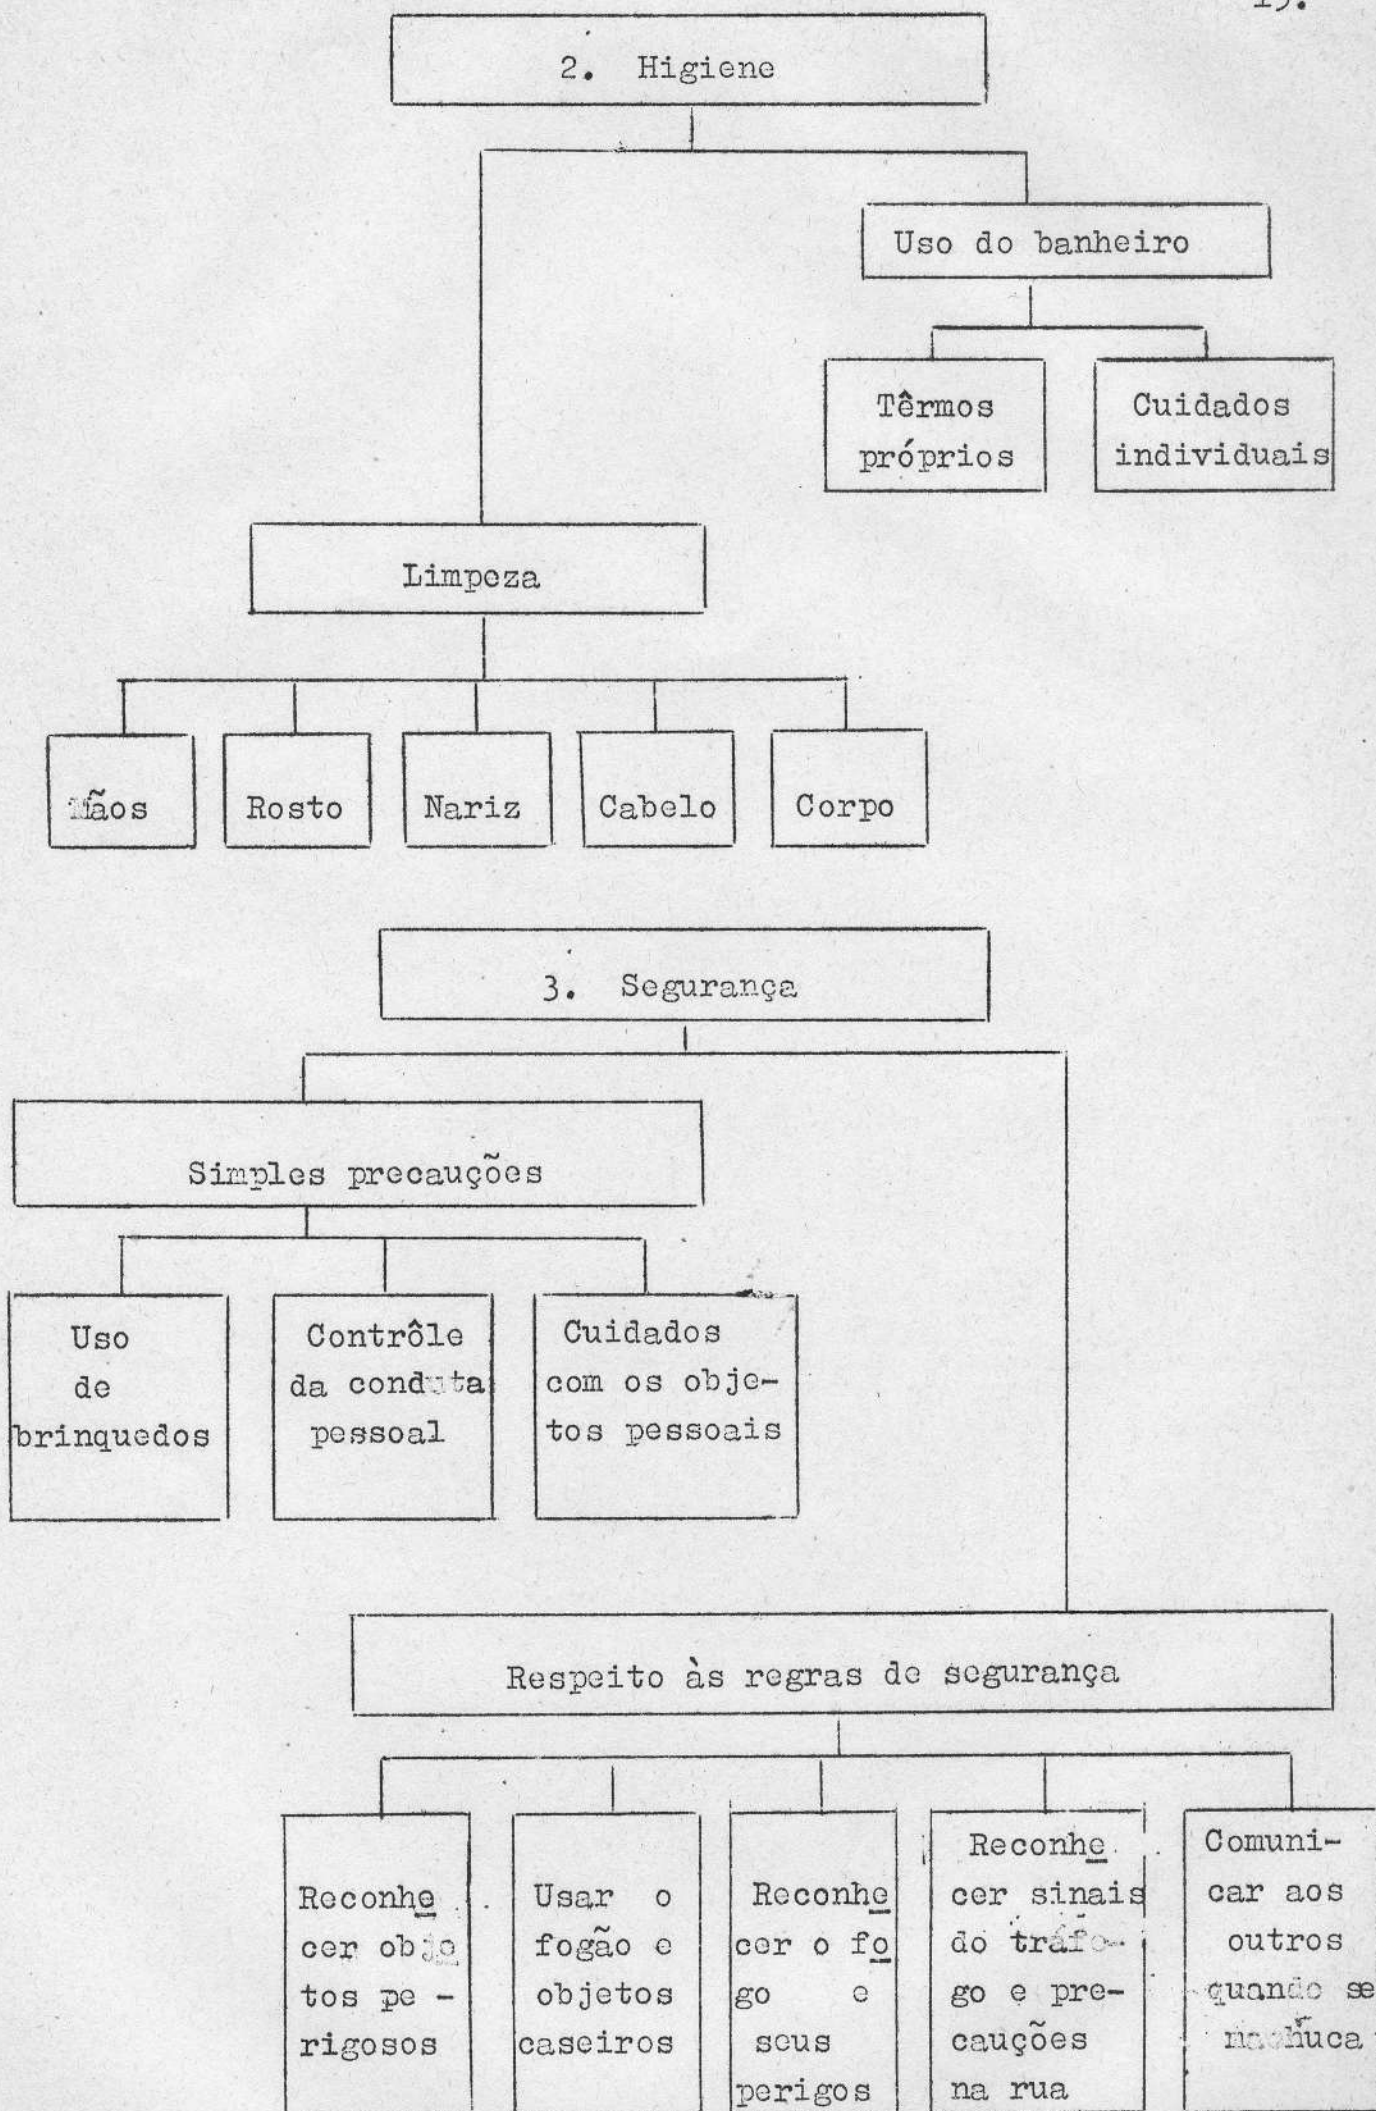 2. Higiene
Uso do banheiro
Têrmos
próprios
Cuidados
individuais
Limpeza
Mãos
Rosto
Nariz
Cabelo
Corpo
3. Segurança
Simples precauções
Uso
de
brinquedos
Contrôle
da conduta
pessoal
Cuidados
com os obje-
tos pessoais
Respeito às regras de segurança
Reconhe
cer obje
tos pe -
rigosos
Usar o
fogão e
objetos
caseiros
Reconhe
cer o fo
go e
seus
perigos
Reconhe
cer sinais
do tráfe-
go e pre-
cauções
na rua
Comuni-
car aos
outros
quando se
machuca